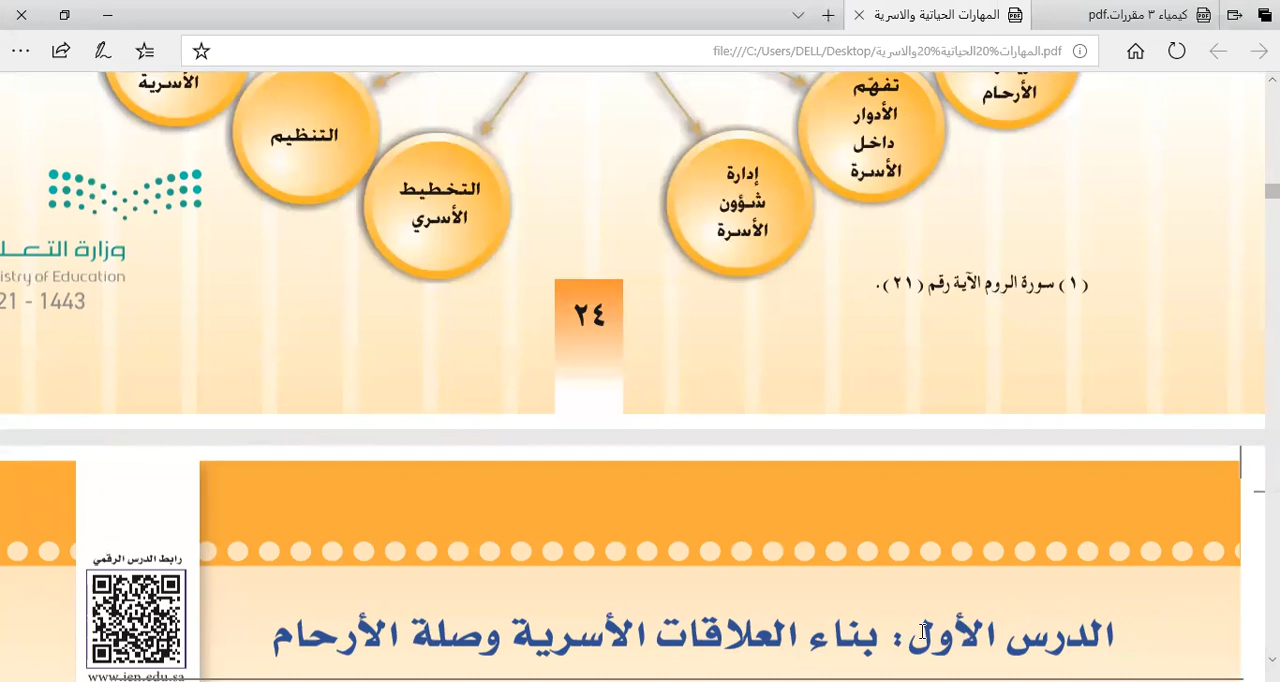 كيمياء ٣ مقررات.pdf
المهارات الحياتية والاسرية
file:///C:/Users/DELL/Desktop/المهارات%20الحياتية%20والاسرية.pdf
الأرحام
تفهّم
الأدوار
داخل
الأسرة
إدارة
شؤون
الأسرة
التخطيط
الأسري
التنظيم
الأسرية
وزارة التعـلـ
istry of Education
21 - 1443
(١) سورة الروم الآية رقم (٢١).
٢٤
رابط الدرس الرقمي
www.ien.edu.sa
الدرس الأول: بناء العلاقات الأسرية وصلة الأرحام